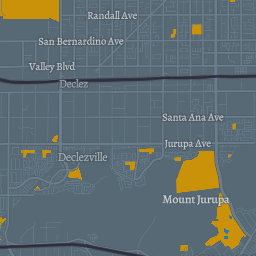 Randall Ave
San Bernardino Ave
Valley Blvd
Declez
Santa Ana Ave
Jurupa Ave
Declezville
Mount Jurupa